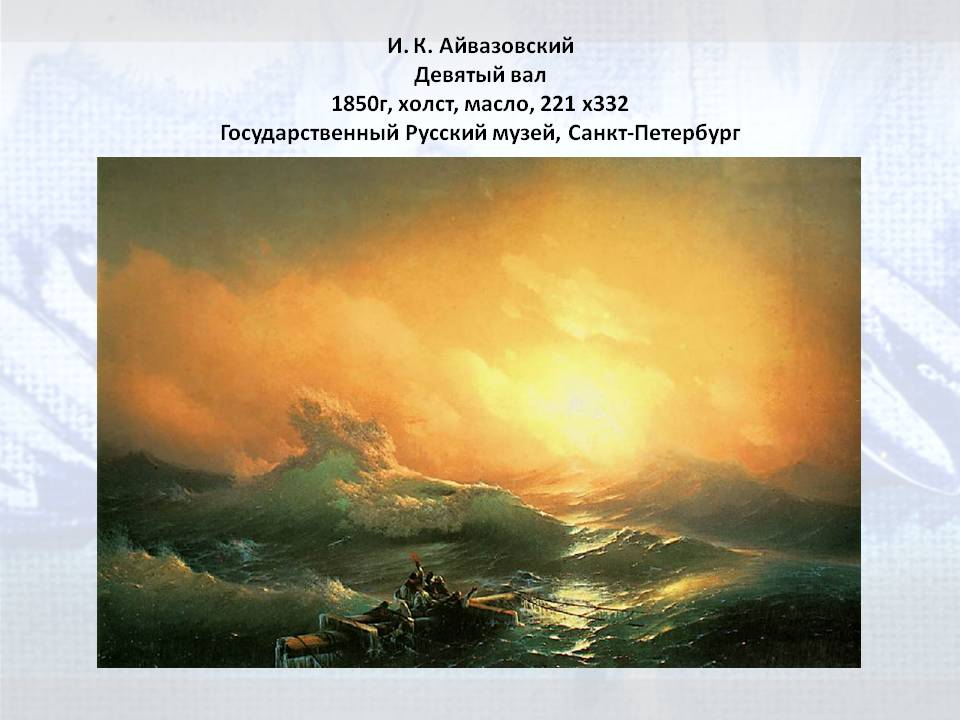 И. К. Айвазовский
Девятый вал
1850г, холст, масло, 221 х332
Государственный Русский музей, Санкт-Петербург